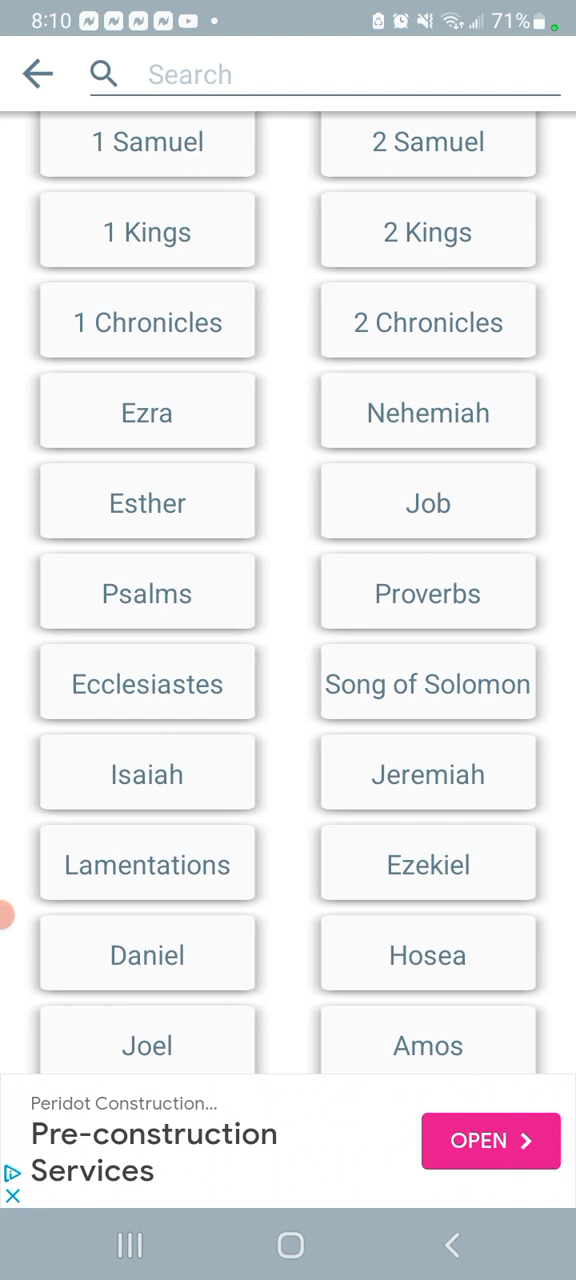 8:10
71%
Search
1 Samuel
2 Samuel
1 Kings
2 Kings
1 Chronicles
2 Chronicles
Ezra
Nehemiah
Esther
Job
Psalms
Proverbs
Ecclesiastes
Song of Solomon
Isaiah
Jeremiah
Lamentations
Ezekiel
Daniel
Hosea
Joel
Amos
Peridot Construction...
Pre-construction
Services
OPEN